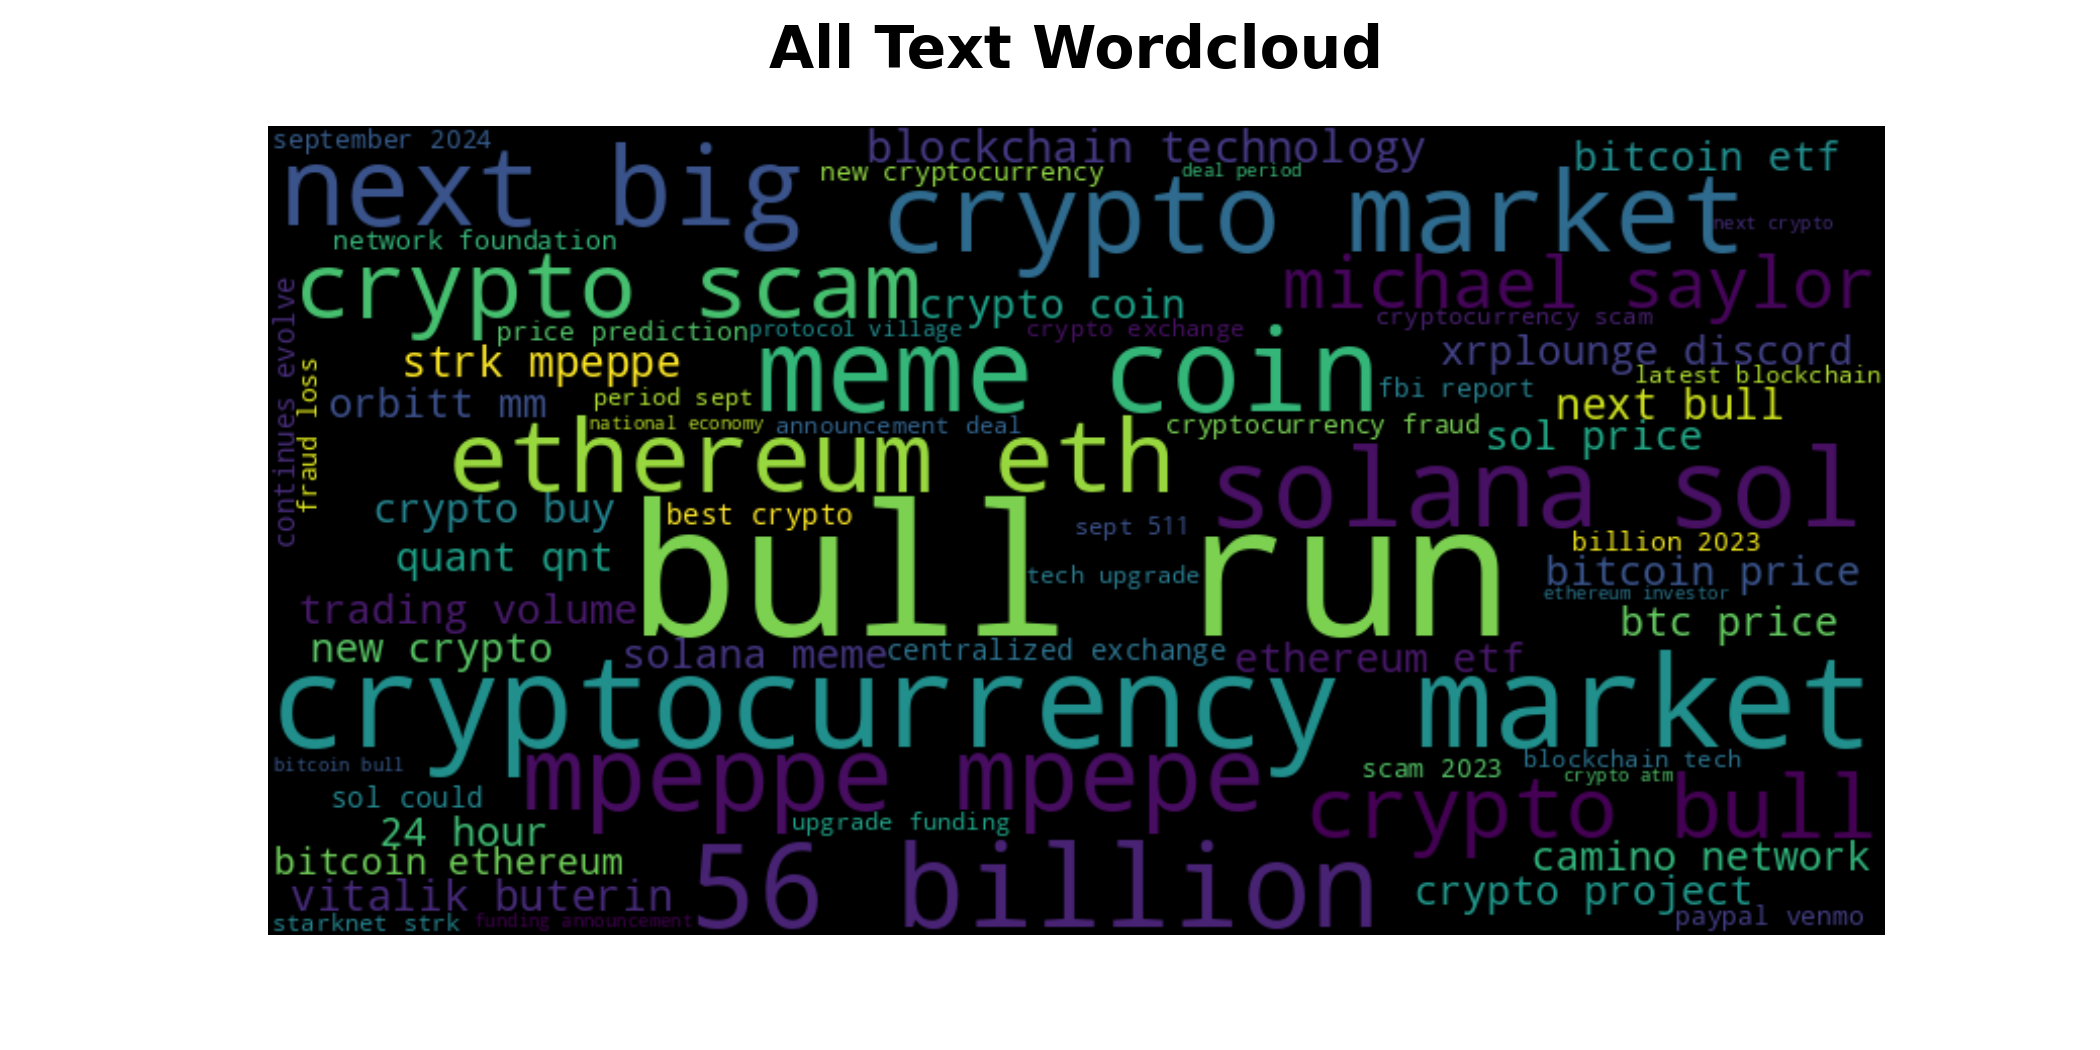 All Text Wordcloud
september 2024
next big
blockchain technology
new cryptocurrency
deal period
bitcoin etf
crypto market
next crypto
network foundation
crypto scam
crypto coin
michael saylor
continues evolve
price prediction
protocol village
crypto exchange
cryptocurrency scam
strk mpeppe
meme coin
xrplounge discord
fraud loss
orbitt mm
period sept
fbi report
latest blockchain
next bull
national economy
announcement deal
cryptocurrency fraud
sol price
ethereum eth
solana sol
crypto buy
best crypto
sept 511
bull run
billion 2023
quant qnt
tech upgrade
bitcoin price
ethereum investor
trading volume
btc price
new crypto
solana meme
centralized exchange
ethereum etf
cryptocurrency market
bitcoin bull
mpeppe mpepe
scam 2023
blockchain tech
crypto atm
sol could
crypto bull
24 hour
upgrade funding
bitcoin ethereum
56 billion
camino network
vitalik buterin
crypto project
starknet strk
funding announcement
paypal venmo